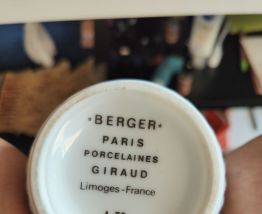 *BERGER*
PARIS
PORCELAINES
GIRAUD
Limoges-France